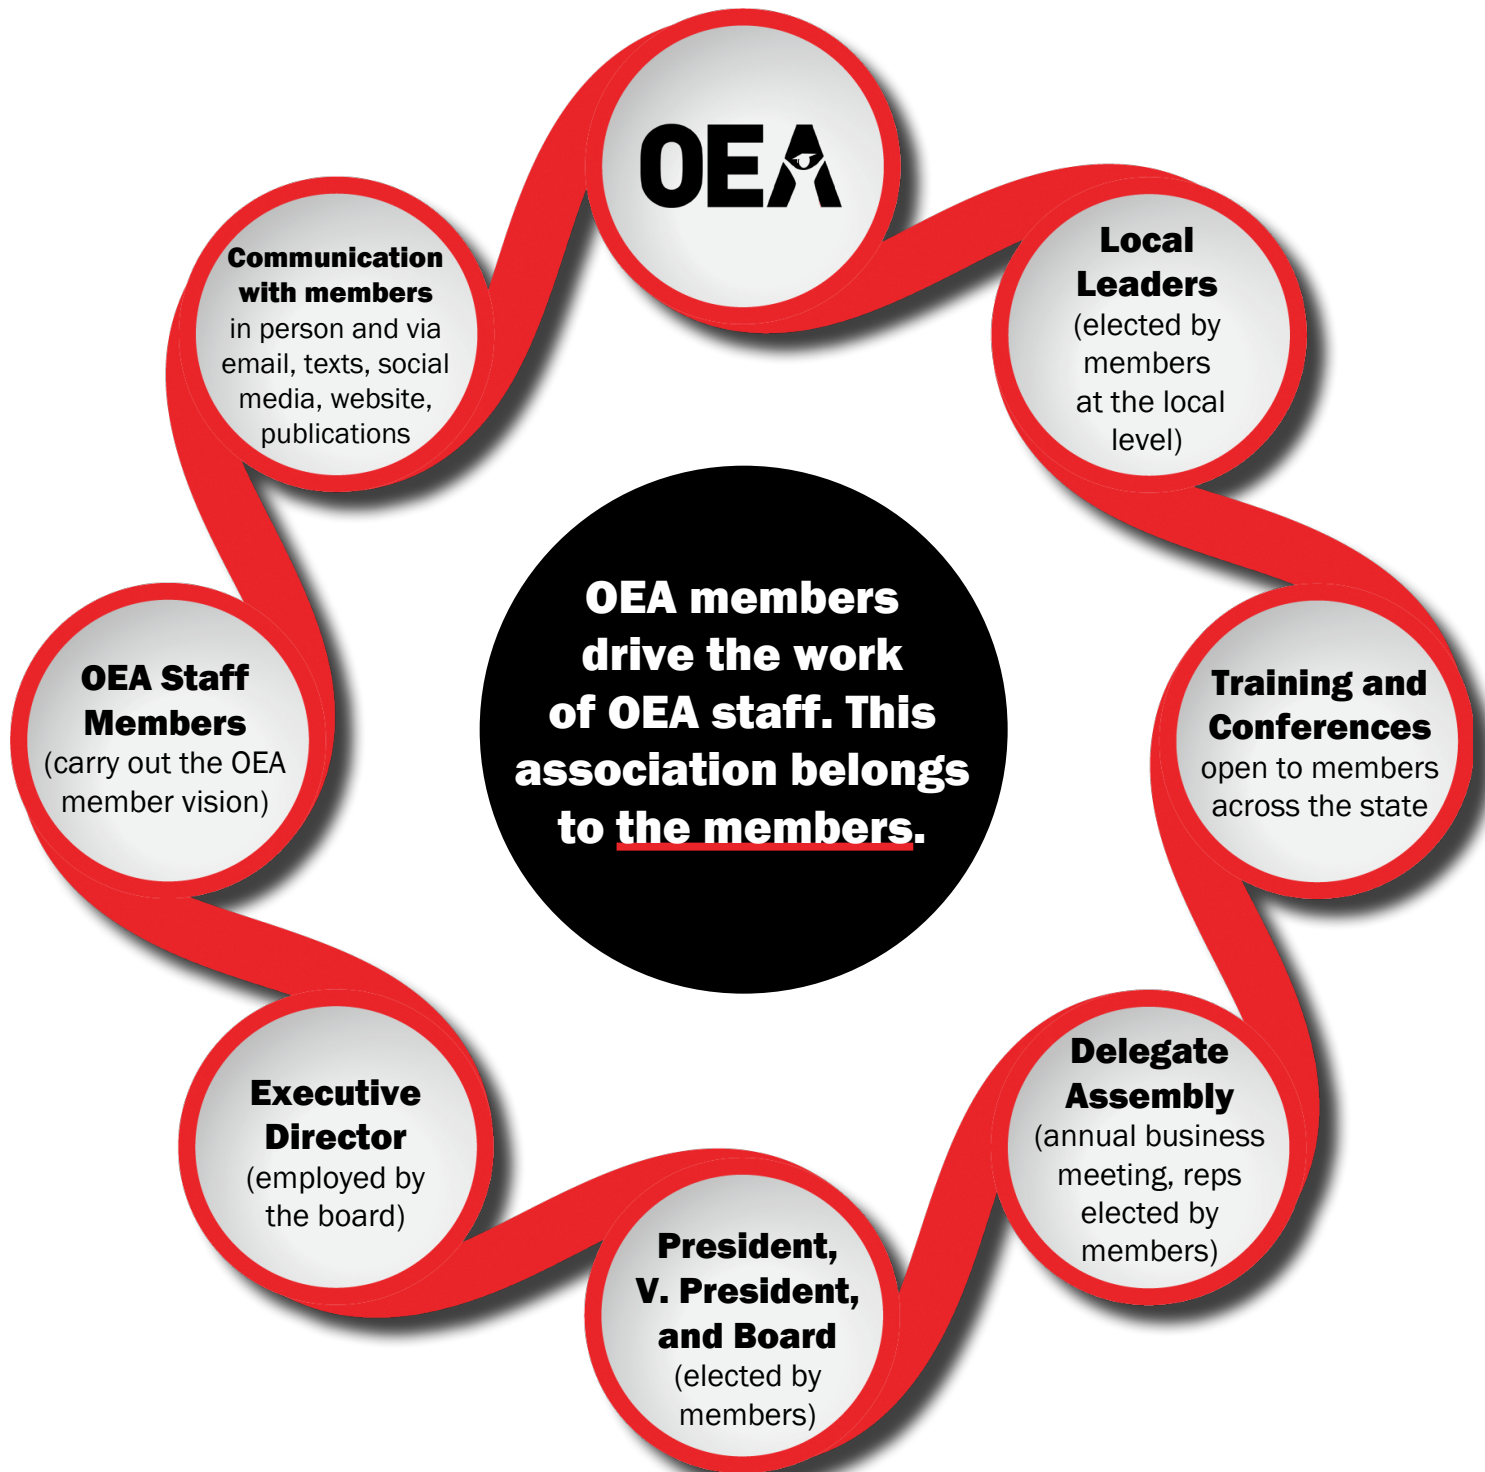 OEA
Local
Leaders
(elected by
members
at the local
level)
Training and
Conferences
open to members
across the state
Delegate
Assembly
(annual business
meeting, reps
elected by
members)
President,
V. President,
and Board
(elected by
members)
Executive
Director
(employed by
the board)
OEA Staff
Members
(carry out the OEA
member vision)
Communication
with members
in person and via
email, texts, social
media, website,
publications
OEA members
drive the work
of OEA staff. This
association belongs
to the members.